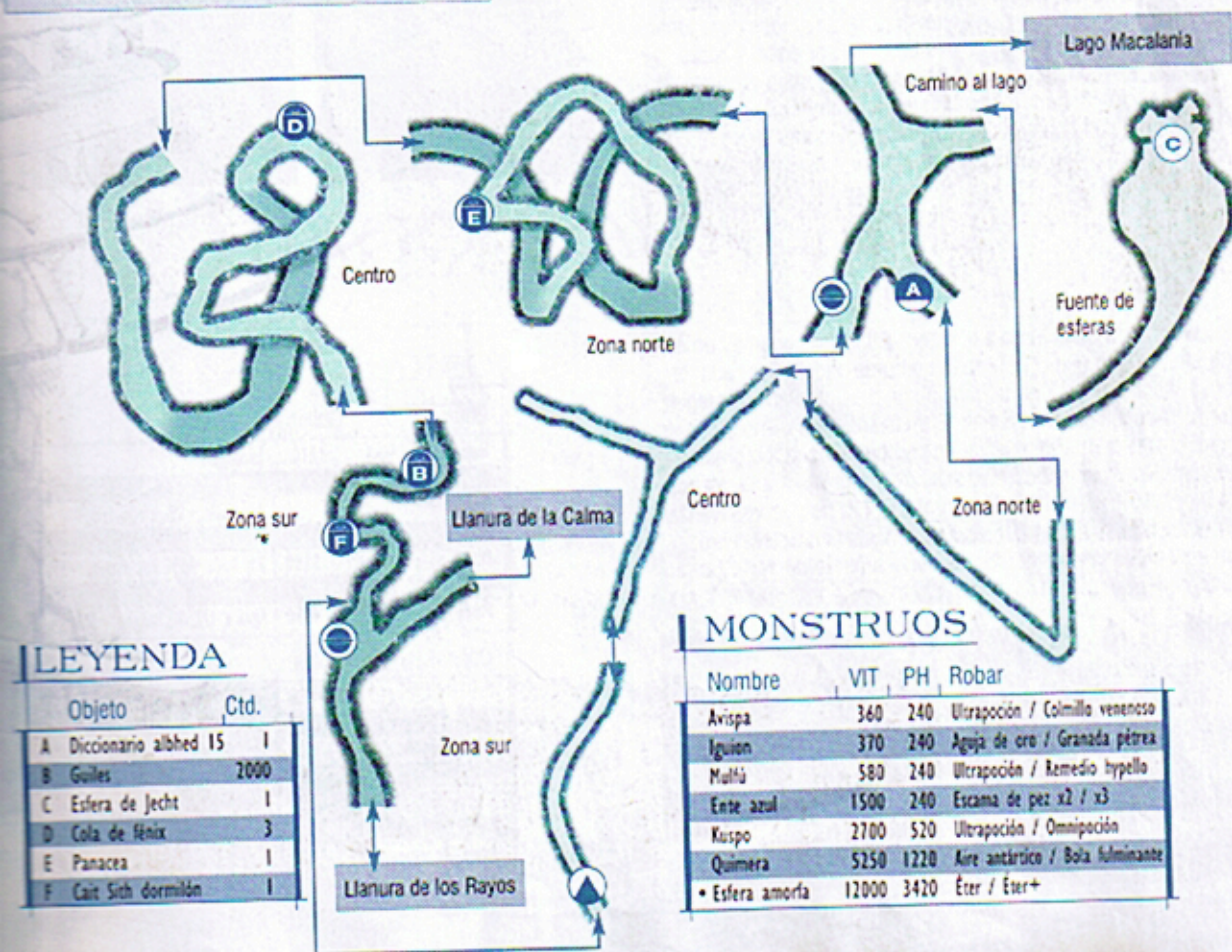 Lago Macalania
Camino al lago
D
C
E
Centro
A
Fuente de
esferas
Zona norte
B
Centro
Zona norte
Llanura de la Calma
Zona sur
F
LEYENDA
Objeto Ctd.
A Diccionario albhed 15 1
B Guiles 2000
C Esfera de Jecht 1
D Cola de fénix 3
E Panacea 1
F Cait Sith dormilón 1
Zona sur
Llanura de los Rayos
MONSTRUOS
Nombre VIT PH Robar
Avispa 360 240 Ultrapoción / Colmillo venenoso
Iguion 370 240 Aguja de oro / Granada pétrea
Mulfú 580 240 Ultrapoción / Remedio hypello
Ente azul 1500 240 Escama de pez x2 / x3
Kuspo 2700 520 Ultrapoción / Omnipoción
Quimera 5250 1220 Aire antártico / Bola fulminante
• Esfera amorfa 12000 3420 Éter / Éter+